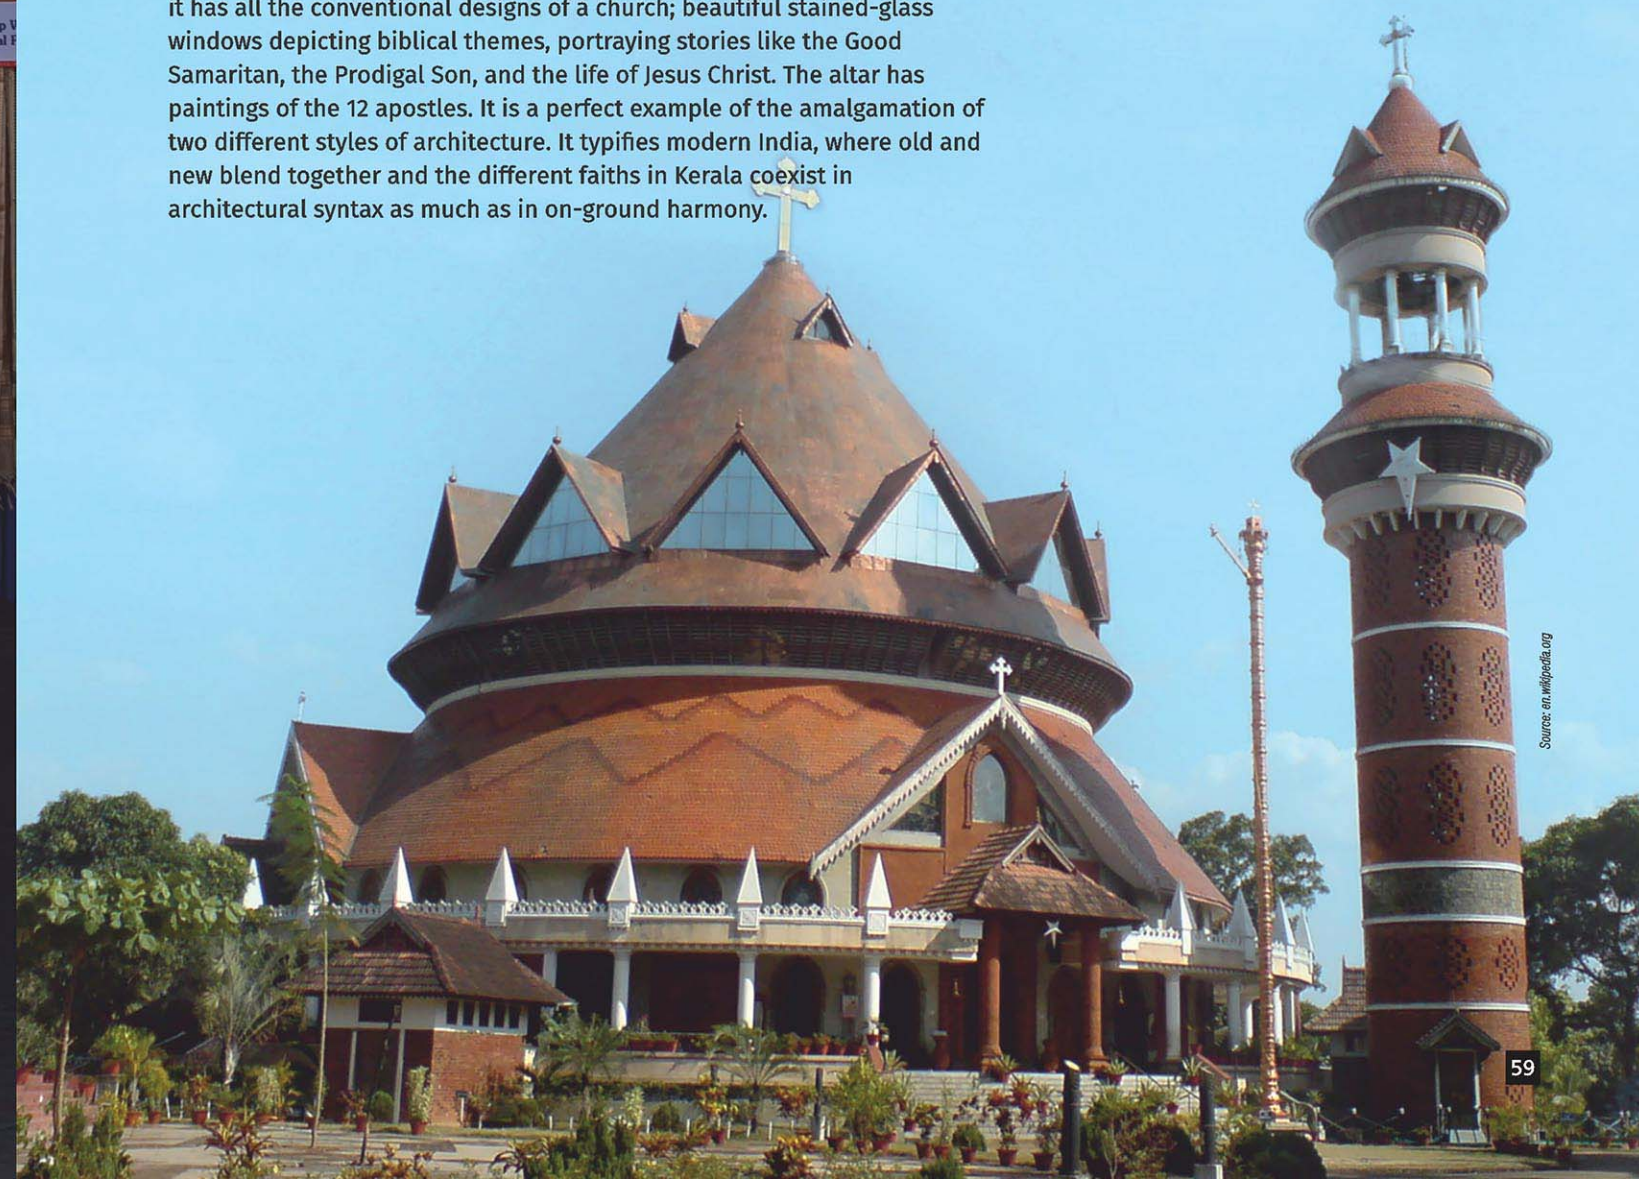 it has all the conventional designs of a church; beautiful stained-glass
windows depicting biblical themes, portraying stories like the Good
Samaritan, the Prodigal Son, and the life of Jesus Christ. The altar has
paintings of the 12 apostles. It is a perfect example of the amalgamation of
two different styles of architecture. It typifies modern India, where old and
new blend together and the different faiths in Kerala coexist in
architectural syntax as much as in on-ground harmony.
Source: en.wikipedia.org
59